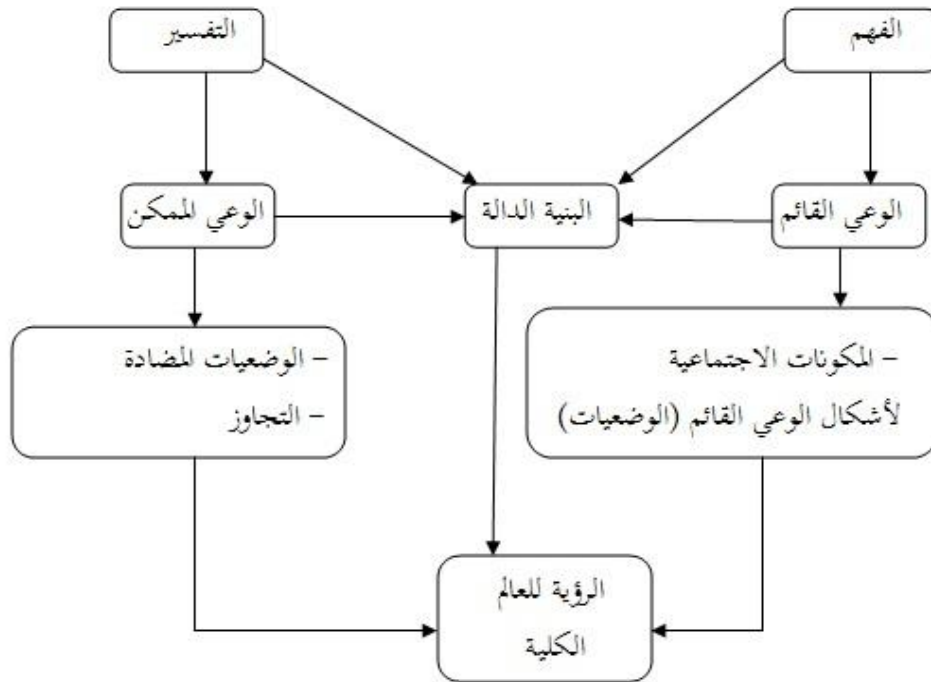 الفهم
التفسير
الوعي القائم
البنية الدالة
الوعي الممكن
– المكونات الاجتماعية
لأشكال الوعي القائم (الوضعيات)
– الوضعيات المضادة
– التجاوز
الرؤية للعالم
الكلية